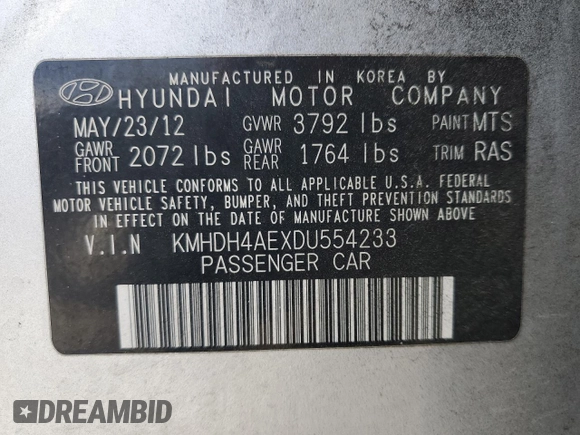 MANUFACTURED IN KOREA BY
HYUNDAI MOTOR COMPANY
MAY/23/12 GVWR 3792 lbs PAINT MTS
GAWR FRONT 2072 lbs GAWR REAR 1764 lbs TRIM RAS
THIS VEHICLE CONFORMS TO ALL APPLICABLE U.S.A. FEDERAL
MOTOR VEHICLE SAFETY, BUMPER, AND THEFT PREVENTION STANDARDS
IN EFFECT ON THE DATE OF MANUFACTURE SHOWN ABOVE
V.I.N KMHDH4AEXDU554233
PASSENGER CAR
DREAMBID